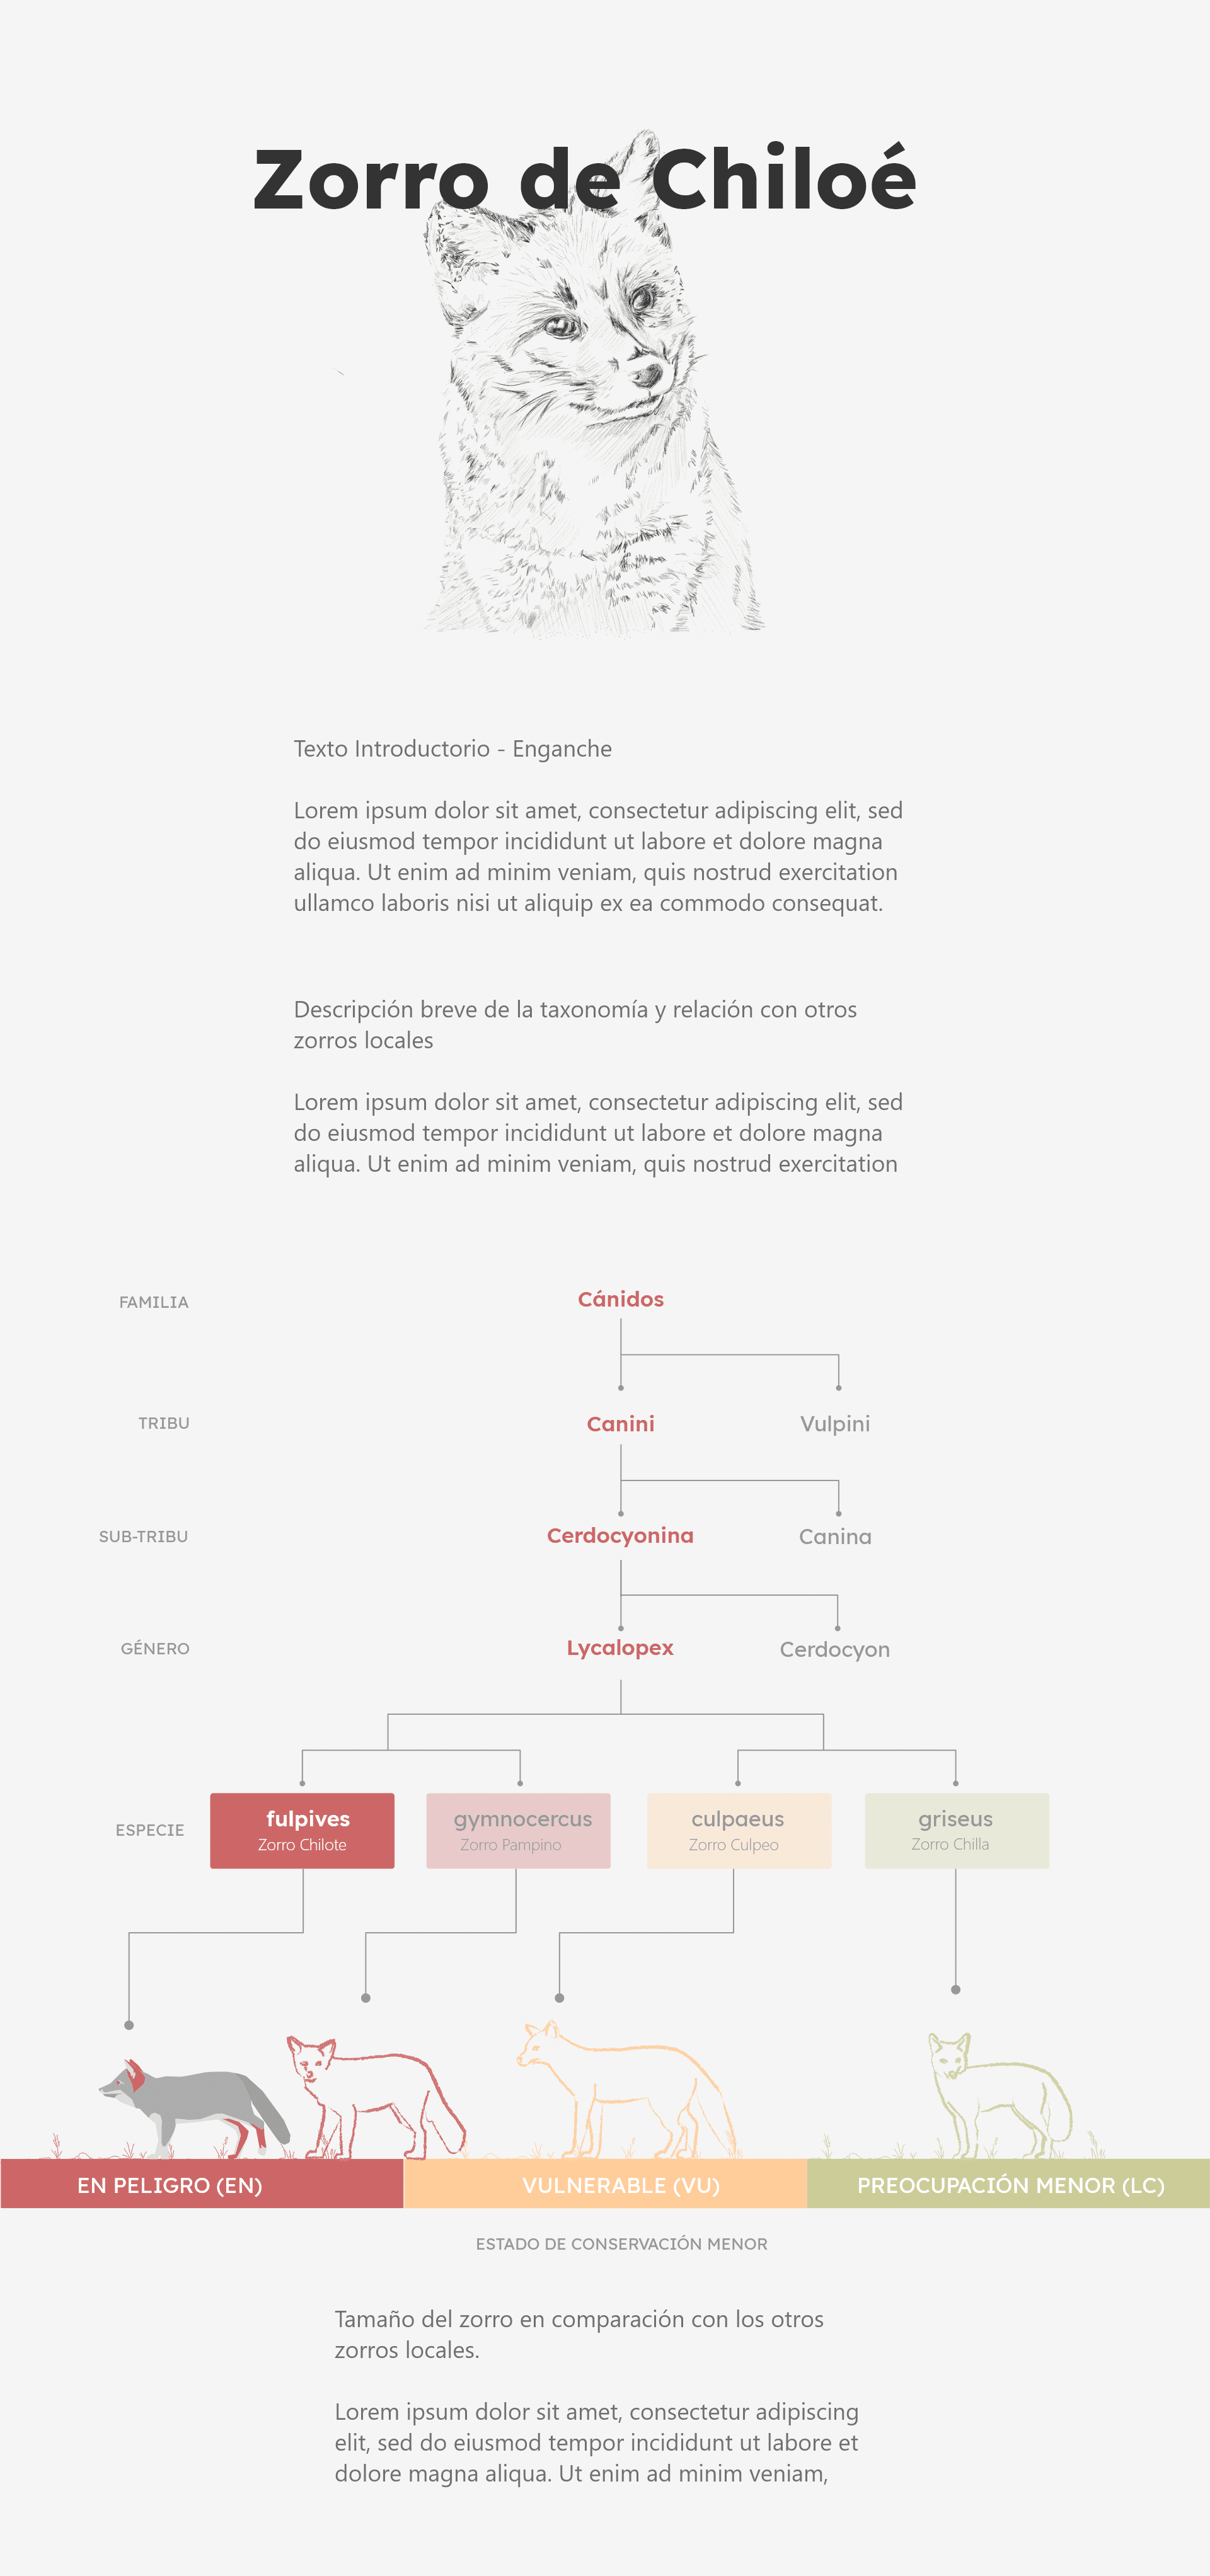 Zorro de Chiloé
Texto Introductorio - Enganche
Lorem ipsum dolor sit amet, consectetur adipiscing elit, sed
do eiusmod tempor incididunt ut labore et dolore magna
aliqua. Ut enim ad minim veniam, quis nostrud exercitation
ullamco laboris nisi ut aliquip ex ea commodo consequat.
Descripción breve de la taxonomía y relación con otros
zorros locales
Lorem ipsum dolor sit amet, consectetur adipiscing elit, sed
do eiusmod tempor incididunt ut labore et dolore magna
aliqua. Ut enim ad minim veniam, quis nostrud exercitation
FAMILIA
Cánidos
TRIBU
Canini
Vulpini
SUB-TRIBU
Cerdocyonina
Canina
GÉNERO
Lycalopex
Cerdocyon
ESPECIE
fulpives
Zorro Chilote
gymnocercus
Zorro Pampino
culpaeus
Zorro Culpeo
griseus
Zorro Chilla
EN PELIGRO (EN)
VULNERABLE (VU)
PREOCUPACIÓN MENOR (LC)
ESTADO DE CONSERVACIÓN MENOR
Tamaño del zorro en comparación con los otros
zorros locales.
Lorem ipsum dolor sit amet, consectetur adipiscing
elit, sed do eiusmod tempor incididunt ut labore et
dolore magna aliqua. Ut enim ad minim veniam,